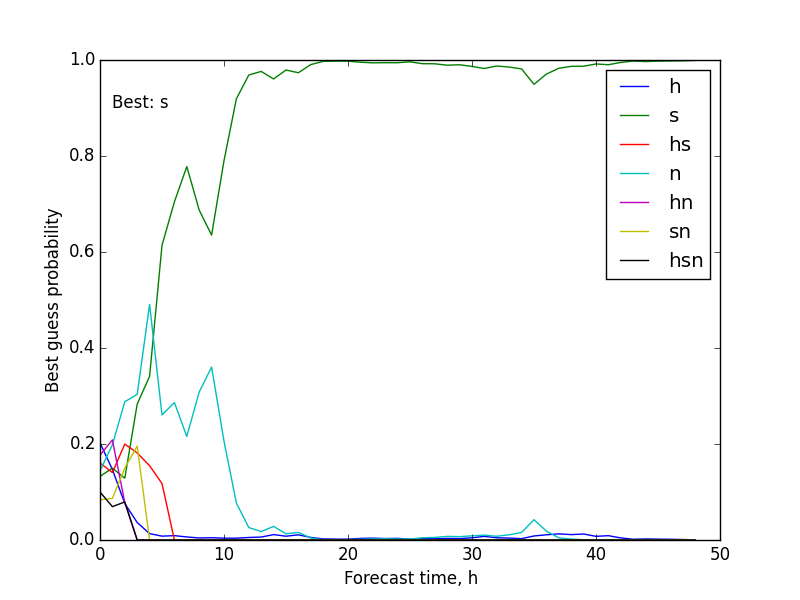 1.0
Best: s
0.8
0.6
0.4
0.2
0.0
Best guess probability
h
s
hs
n
hn
sn
hsn
0 10 20 30 40 50
Forecast time, h